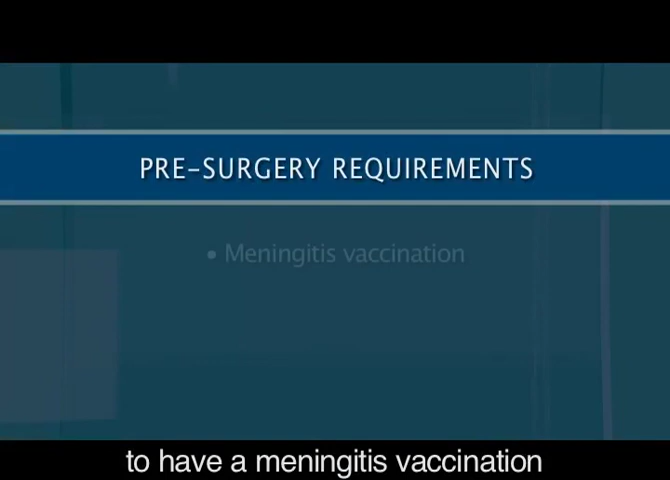 PRE-SURGERY REQUIREMENTS
• Meningitis vaccination
to have a meningitis vaccination